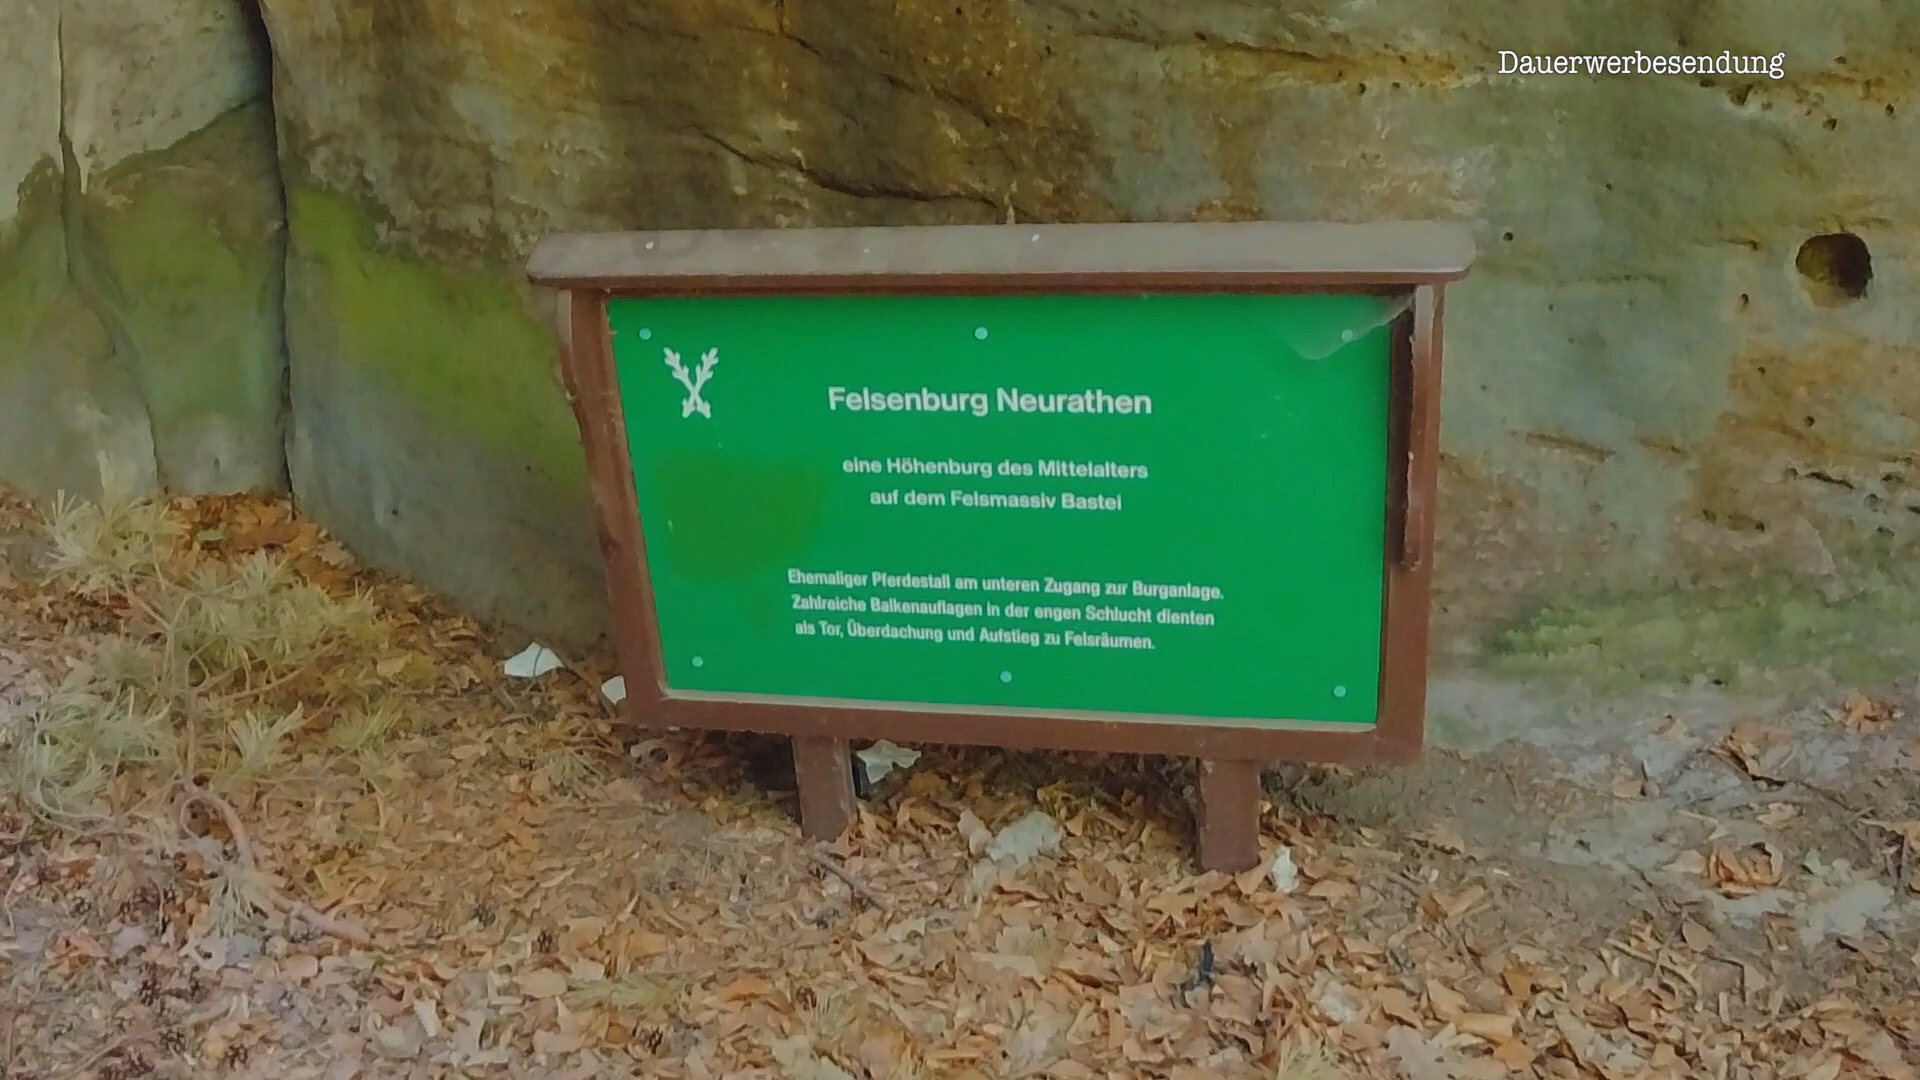 Dauerwerbesendung
Felsenburg Neurathen
eine Höhenburg des Mittelalters
auf dem Felsmassiv Bastei
Ehemaliger Pferdestall am unteren Zugang zur Burganlage.
Zahlreiche Balkenauflagen in der engen Schlucht dienten
als Tor, Überdachung und Aufstieg zu Felsräumen.